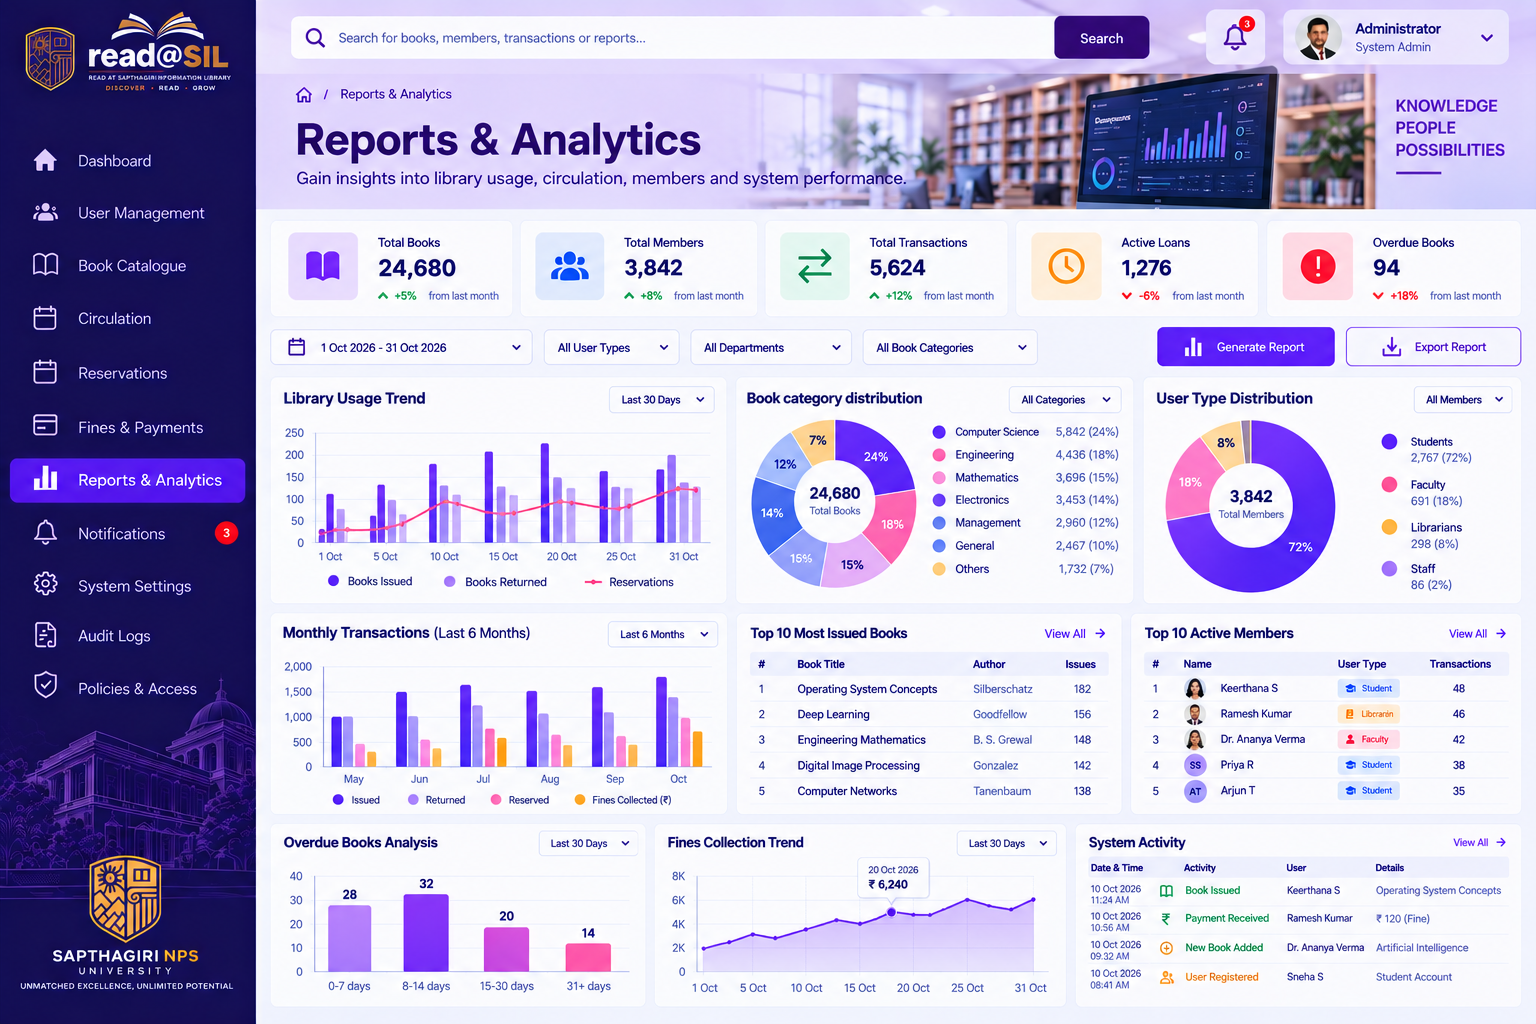 read@SIL
READ AT SAPTHAGIRI INFORMATION LIBRARY
DISCOVER • READ • GROW
Dashboard
User Management
Book Catalogue
Circulation
Reservations
Fines & Payments
Reports & Analytics
Notifications
3
System Settings
Audit Logs
Policies & Access
SAPTHAGIRI NPS
UNIVERSITY
UNMATCHED EXCELLENCE, UNLIMITED POTENTIAL
Search for books, members, transactions or reports...
Search
3
Administrator
System Admin
/ Reports & Analytics
Reports & Analytics
Gain insights into library usage, circulation, members and system performance.
KNOWLEDGE
PEOPLE
POSSIBILITIES
Total Books
24,680
+5% from last month
Total Members
3,842
+8% from last month
Total Transactions
5,624
+12% from last month
Active Loans
1,276
-6% from last month
Overdue Books
94
+18% from last month
1 Oct 2026 - 31 Oct 2026
All User Types
All Departments
All Book Categories
Generate Report
Export Report
Library Usage Trend
Last 30 Days
250
200
150
100
50
0
1 Oct 5 Oct 10 Oct 15 Oct 20 Oct 25 Oct 31 Oct
Books Issued Books Returned Reservations
Book category distribution
All Categories
7%
24%
12%
14%
18%
15%
15%
24,680
Total Books
Computer Science 5,842 (24%)
Engineering 4,436 (18%)
Mathematics 3,696 (15%)
Electronics 3,453 (14%)
Management 2,960 (12%)
General 2,467 (10%)
Others 1,732 (7%)
User Type Distribution
All Members
8%
18%
72%
3,842
Total Members
Students
2,767 (72%)
Faculty
691 (18%)
Librarians
298 (8%)
Staff
86 (2%)
Monthly Transactions (Last 6 Months)
Last 6 Months
2,000
1,500
1,000
500
0
May Jun Jul Aug Sep Oct
Issued Returned Reserved Fines Collected (₹)
Top 10 Most Issued Books
View All
# Book Title Author Issues
1 Operating System Concepts Silberschatz 182
2 Deep Learning Goodfellow 156
3 Engineering Mathematics B. S. Grewal 148
4 Digital Image Processing Gonzalez 142
5 Computer Networks Tanenbaum 138
Top 10 Active Members
View All
# Name User Type Transactions
1 Keerthana S Student 48
2 Ramesh Kumar Librarian 46
3 Dr. Ananya Verma Faculty 42
4 SS Priya R Student 38
5 AT Arjun T Student 35
Overdue Books Analysis
Last 30 Days
40
30
20
10
0
28
32
20
14
0-7 days 8-14 days 15-30 days 31+ days
Fines Collection Trend
Last 30 Days
20 Oct 2026
₹ 6,240
8K
6K
4K
2K
0
1 Oct 5 Oct 10 Oct 15 Oct 20 Oct 25 Oct 31 Oct
System Activity
View All
Date & Time Activity User Details
10 Oct 2026
11:24 AM
Book Issued Keerthana S Operating System Concepts
10 Oct 2026
10:56 AM
Payment Received Ramesh Kumar ₹ 120 (Fine)
10 Oct 2026
09:32 AM
New Book Added Dr. Ananya Verma Artificial Intelligence
10 Oct 2026
08:41 AM
User Registered Sneha S Student Account